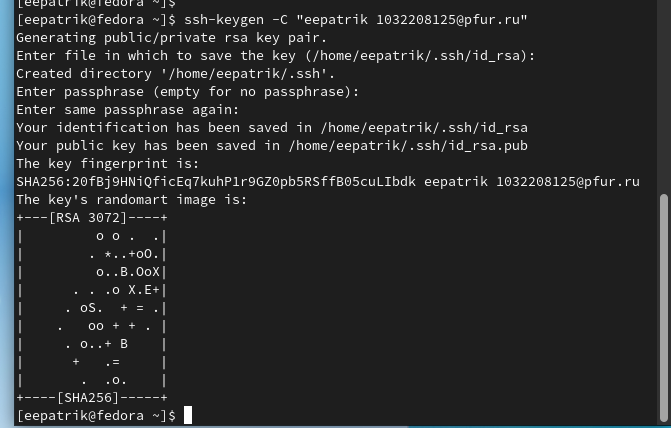 [eepatrik@fedora ~]$
[eepatrik@fedora ~]$ ssh-keygen -C "eepatrik 1032208125@pfur.ru"
Generating public/private rsa key pair.
Enter file in which to save the key (/home/eepatrik/.ssh/id_rsa):
Created directory '/home/eepatrik/.ssh'.
Enter passphrase (empty for no passphrase):
Enter same passphrase again:
Your identification has been saved in /home/eepatrik/.ssh/id_rsa
Your public key has been saved in /home/eepatrik/.ssh/id_rsa.pub
The key fingerprint is:
SHA256:20fBj9HNiQficEq7kuhP1r9GZ0pb5RSffB05cuLIbdk eepatrik 1032208125@pfur.ru
The key's randomart image is:
+---[RSA 3072]----+
|         o o .  .|
|        . *..+oO.|
|         o..B.OoX|
|      . . .o X.E+|
|     . oS.  + = .|
|    .   oo + + . |
|     . o..+ B    |
|      +   .=     |
|       .  .o.    |
+----[SHA256]-----+
[eepatrik@fedora ~]$